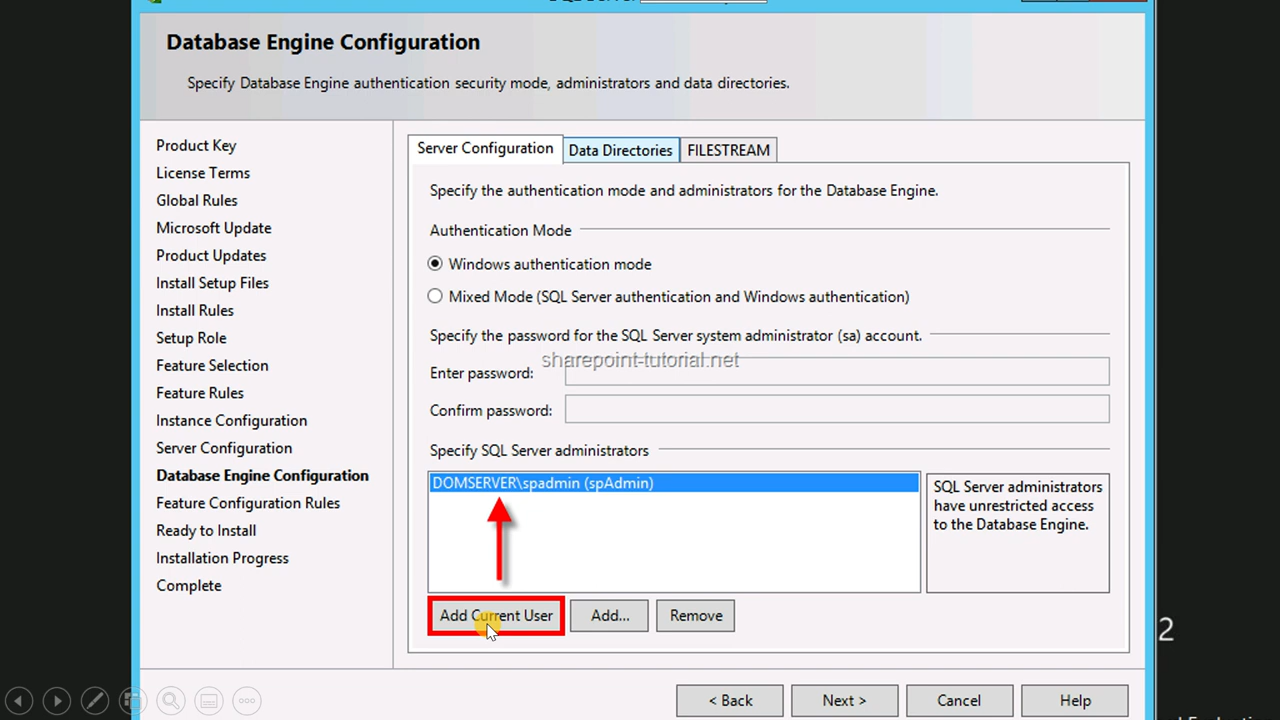 Database Engine Configuration
Specify Database Engine authentication security mode, administrators and data directories.
Product Key
License Terms
Global Rules
Microsoft Update
Product Updates
Install Setup Files
Install Rules
Setup Role
Feature Selection
Feature Rules
Instance Configuration
Server Configuration
Database Engine Configuration
Feature Configuration Rules
Ready to Install
Installation Progress
Complete
Server Configuration
Data Directories
FILESTREAM
Specify the authentication mode and administrators for the Database Engine.
Authentication Mode
Windows authentication mode
Mixed Mode (SQL Server authentication and Windows authentication)
Specify the password for the SQL Server system administrator (sa) account.
sharepoint-tutorial.net
Enter password:
Confirm password:
Specify SQL Server administrators
DOMSERVER\spadmin (spAdmin)
SQL Server administrators
have unrestricted access
to the Database Engine.
Add Current User
Add...
Remove
2
< Back
Next >
Cancel
Help